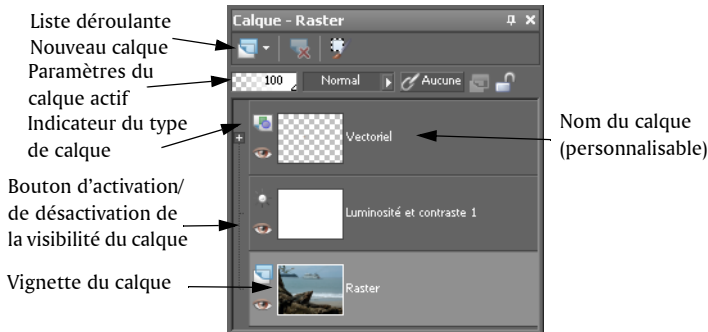 Liste déroulante
Nouveau calque
Paramètres du
calque actif
Indicateur du type
de calque
Bouton d'activation/
de désactivation de
la visibilité du calque
Vignette du calque
Calque - Raster
100
Normal
Aucune
Vectoriel
Luminosité et contraste 1
Raster
Nom du calque
(personnalisable)